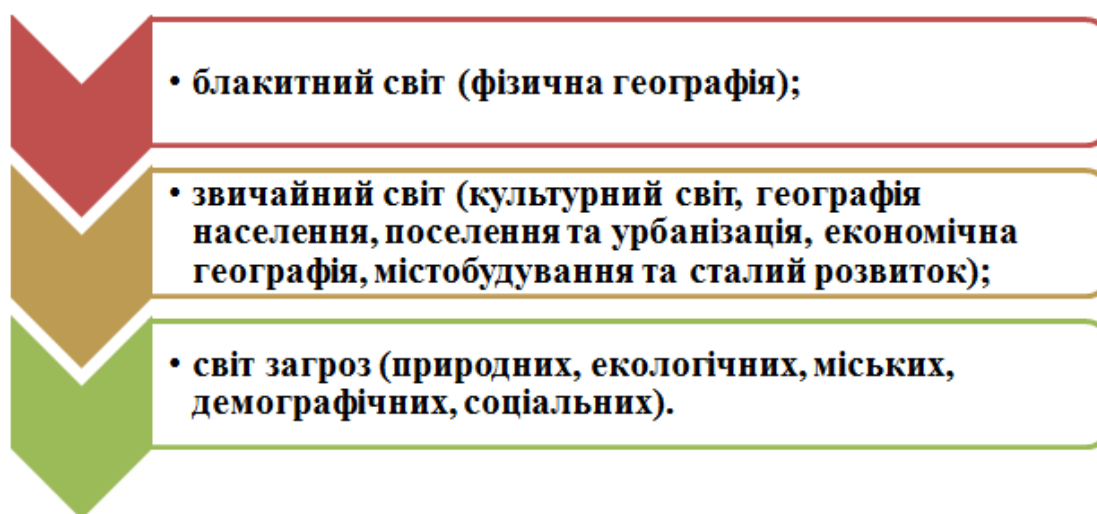 • блакитний світ (фізична географія);
• звичайний світ (культурний світ, географія
населення, поселення та урбанізація, економічна
географія, містобудування та сталий розвиток);
• світ загроз (природних, екологічних, міських,
демографічних, соціальних).